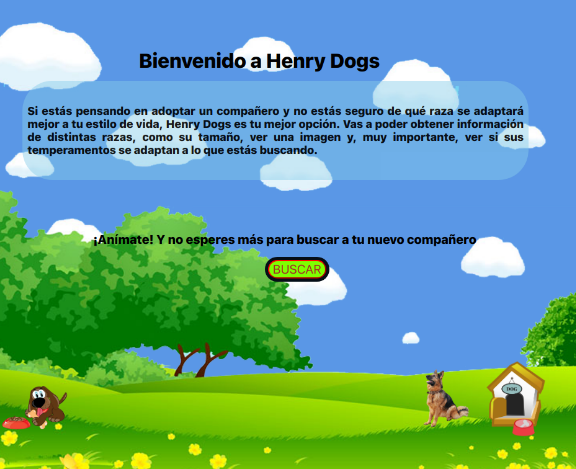 Bienvenido a Henry Dogs
Si estás pensando en adoptar un compañero y no estás seguro de qué raza se adaptará
mejor a tu estilo de vida, Henry Dogs es tu mejor opción. Vas a poder obtener información
de distintas razas, como su tamaño, ver una imagen y, muy importante, ver si sus
temperamentos se adaptan a lo que estás buscando.
¡Anímate! Y no esperes más para buscar a tu nuevo compañero
BUSCAR
DOG